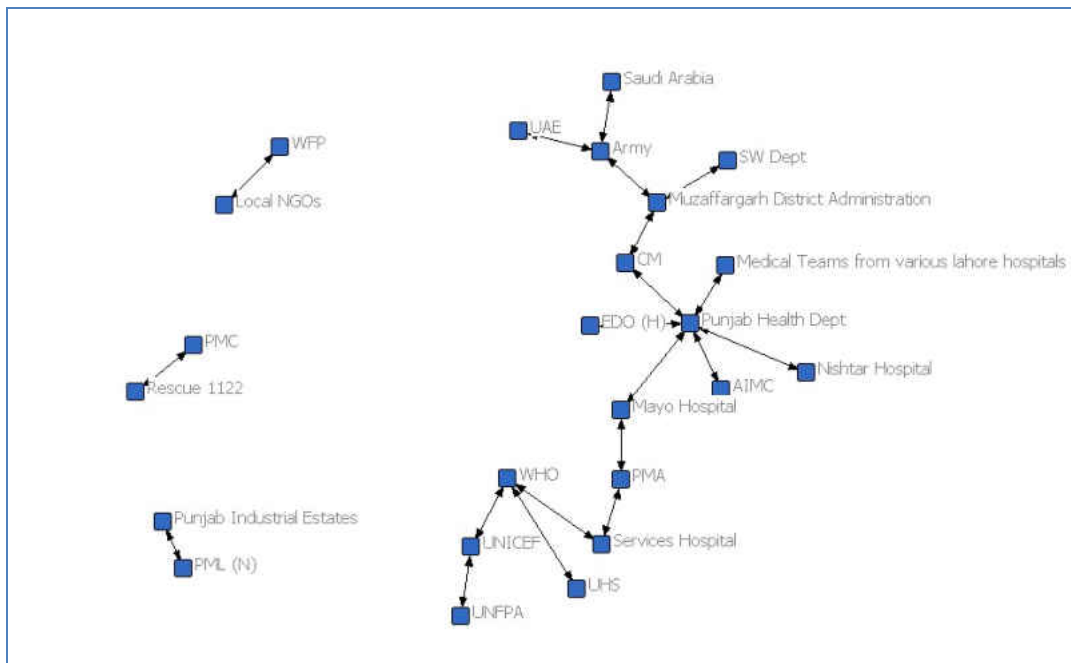 Saudi Arabia
UAE
WFP
Army
SW Dept
Local NGOs
Muzaffargarh District Administration
CM
Medical Teams from various lahore hospitals
EDO (H)
Punjab Health Dept
PMC
Nishtar Hospital
Rescue 1122
AIMC
Mayo Hospital
WHO
PMA
Punjab Industrial Estates
UNICEF
Services Hospital
PML (N)
UHS
UNFPA